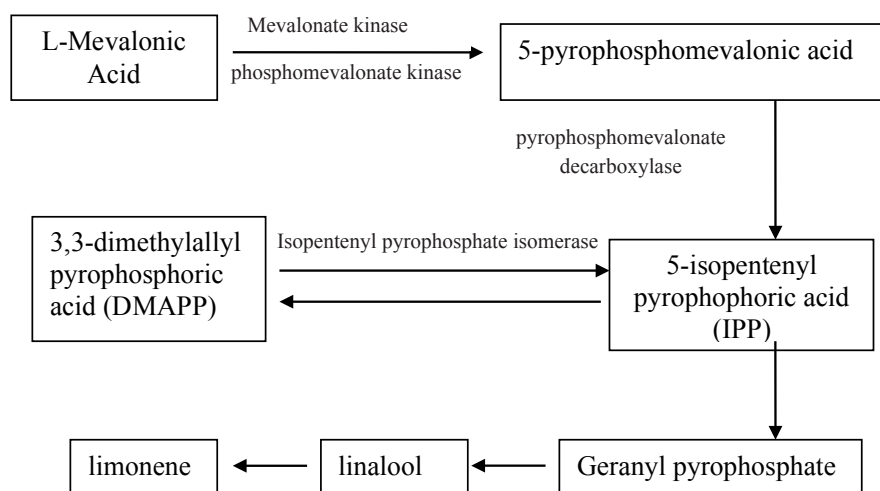 L-Mevalonic
Acid
Mevalonate kinase
phosphomevalonate kinase
5-pyrophosphomevalonic acid
pyrophosphomevalonate
decarboxylase
3,3-dimethylallyl
pyrophosphoric
acid (DMAPP)
Isopentenyl pyrophosphate isomerase
5-isopentenyl
pyrophophoric acid
(IPP)
limonene
linalool
Geranyl pyrophosphate